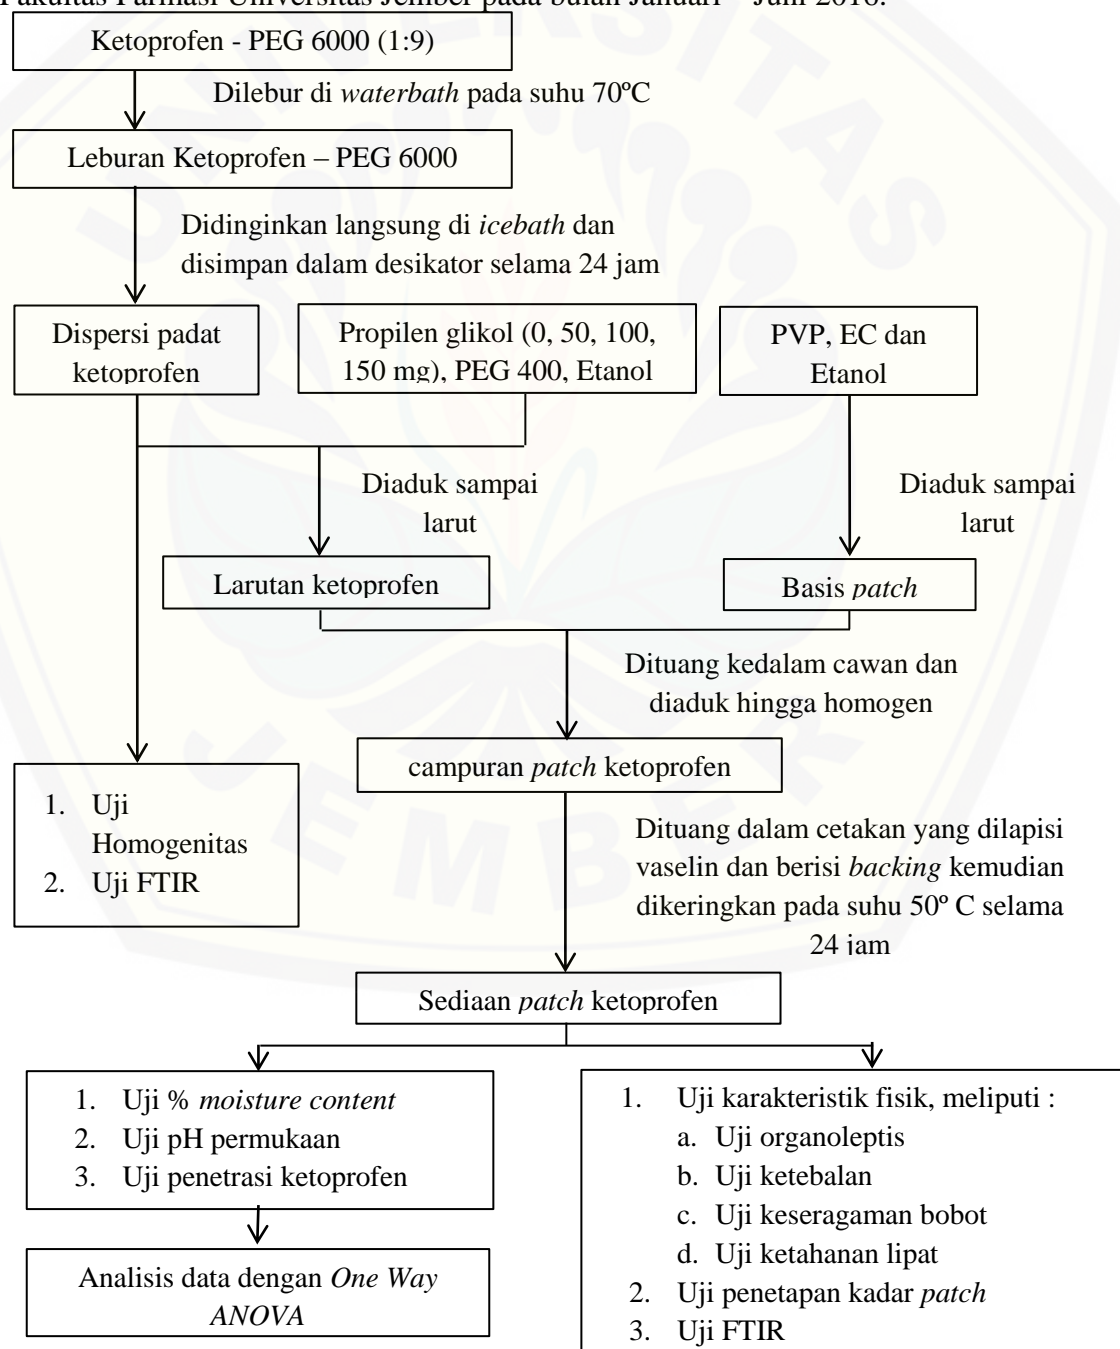 Fakultas Farmasi Universitas Jember pada bulan Januari – Juni 2016.
Ketoprofen - PEG 6000 (1:9)
Dilebur di waterbath pada suhu 70ºC
Leburan Ketoprofen – PEG 6000
Didinginkan langsung di icebath dan
disimpan dalam desikator selama 24 jam
Dispersi padat
ketoprofen
Propilen glikol (0, 50, 100,
150 mg), PEG 400, Etanol
PVP, EC dan
Etanol
Diaduk sampai
larut
Diaduk sampai
larut
Larutan ketoprofen
Basis patch
Dituang kedalam cawan dan
diaduk hingga homogen
campuran patch ketoprofen
1. Uji
Homogenitas
2. Uji FTIR
Dituang dalam cetakan yang dilapisi
vaselin dan berisi backing kemudian
dikeringkan pada suhu 50º C selama
24 jam
Sediaan patch ketoprofen
1. Uji % moisture content
2. Uji pH permukaan
3. Uji penetrasi ketoprofen
Analisis data dengan One Way
ANOVA
1. Uji karakteristik fisik, meliputi :
a. Uji organoleptis
b. Uji ketebalan
c. Uji keseragaman bobot
d. Uji ketahanan lipat
2. Uji penetapan kadar patch
3. Uji FTIR
UNIVERSITAS
JEMBER